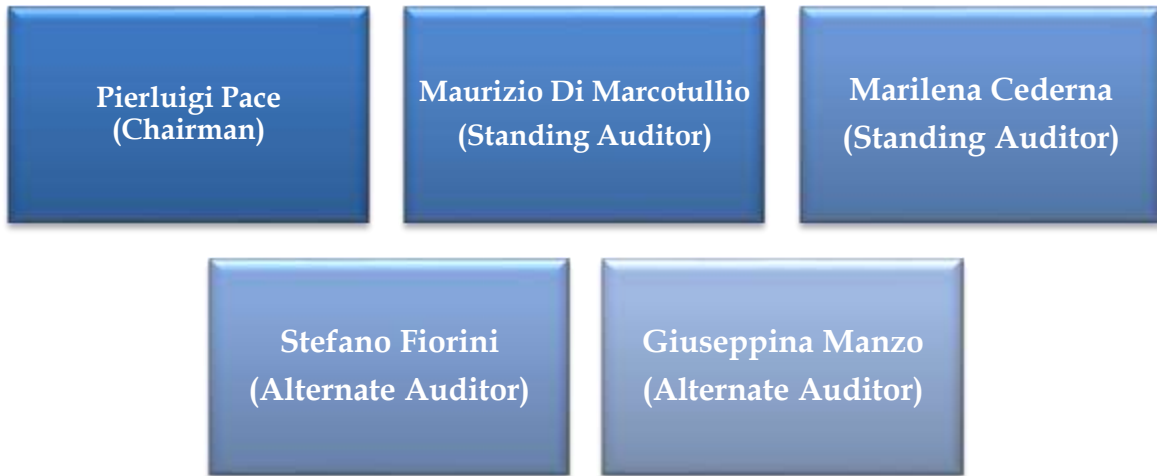 Pierluigi Pace
(Chairman)
Maurizio Di Marcotullio
(Standing Auditor)
Marilena Cederna
(Standing Auditor)
Stefano Fiorini
(Alternate Auditor)
Giuseppina Manzo
(Alternate Auditor)